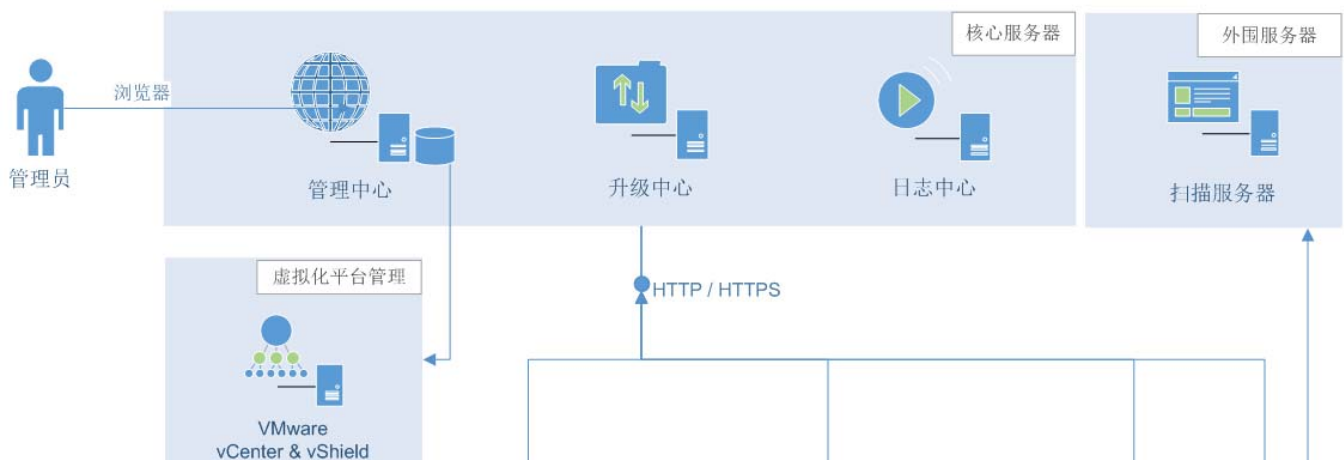 核心服务器
外围服务器
浏览器
管理员
管理中心
升级中心
日志中心
扫描服务器
虚拟化平台管理
HTTP / HTTPS
VMware
vCenter & vShield